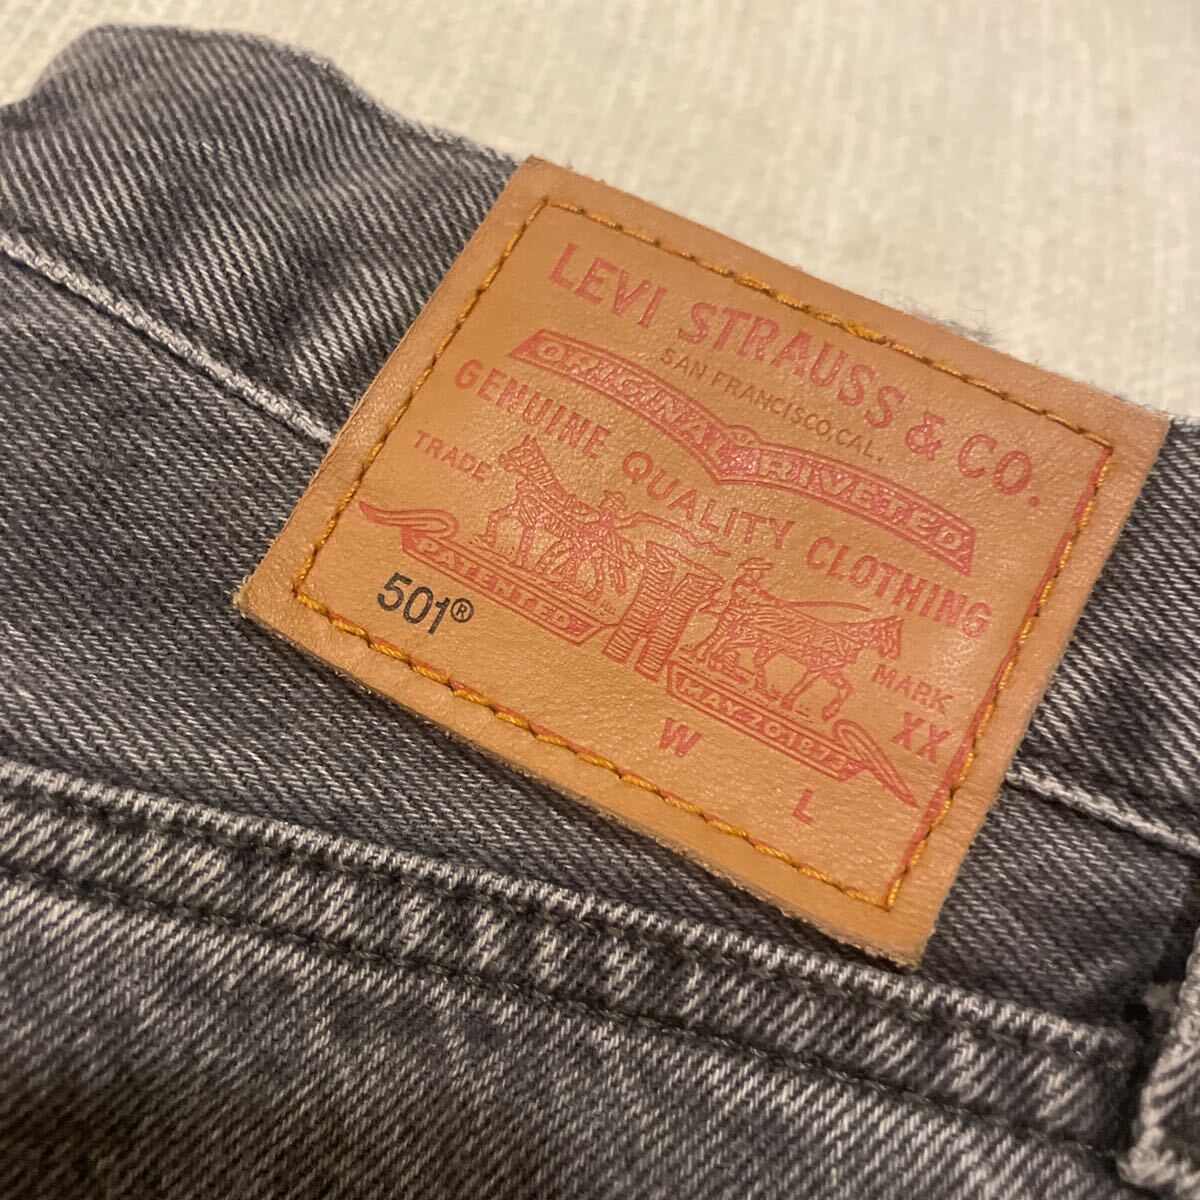 LEVI STRAUSS & CO.
SAN FRANCISCO, CAL.
ORIGINAL RIVETED
GENUINE QUALITY CLOTHING
TRADE MARK
PATENTED MAY 20 1873
501® XX
W L